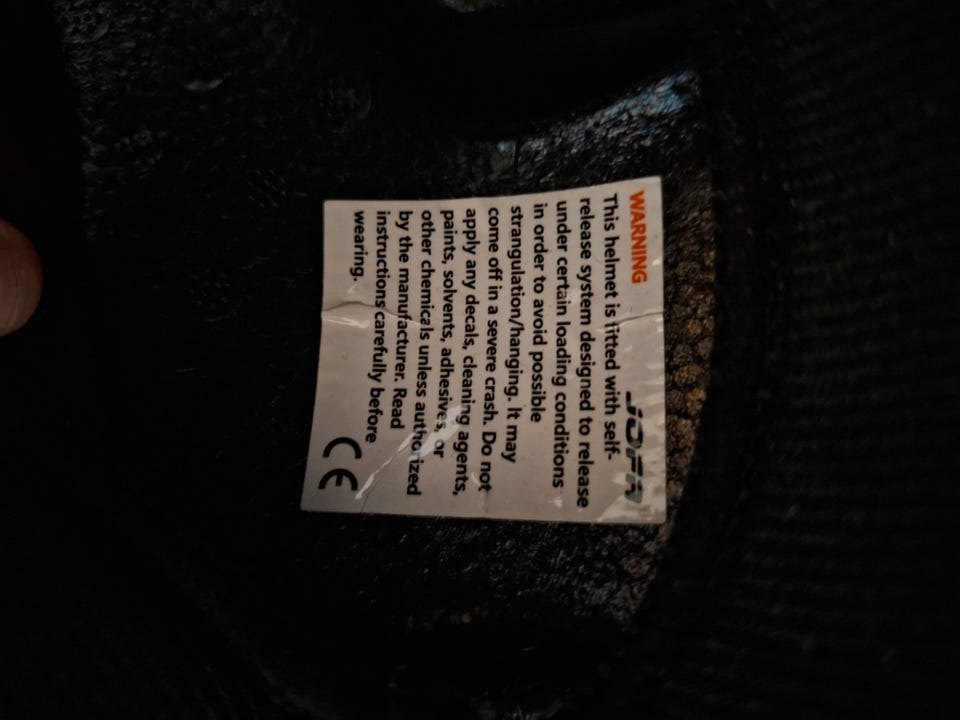 WARNING JOFA
This helmet is fitted with self-
release system designed to release
under certain loading conditions
in order to avoid possible
strangulation/hanging. It may
come off in a severe crash. Do not
apply any decals, cleaning agents,
paints, solvents, adhesives, or
other chemicals unless authorized
by the manufacturer. Read
instructions carefully before
wearing.
CE